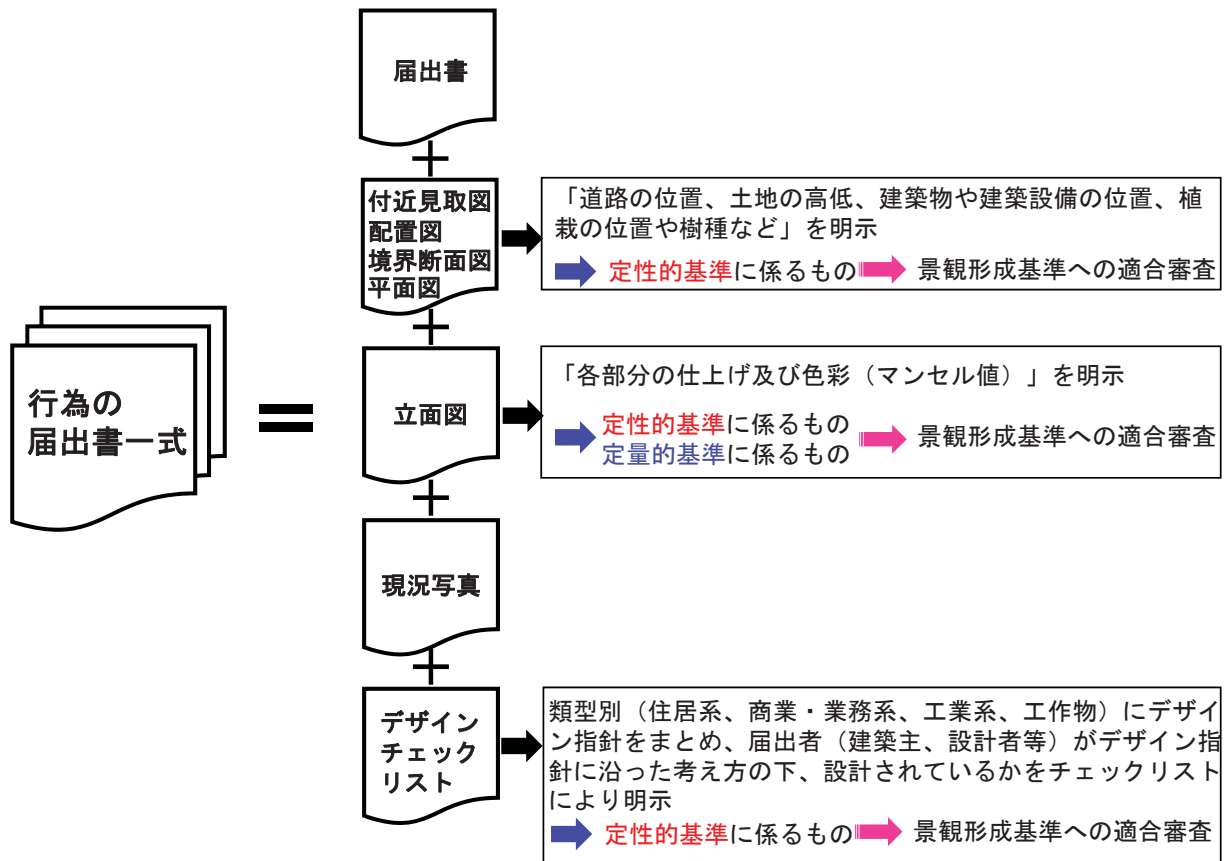 届出書
付近見取図
配置図
境界断面図
平面図
「道路の位置、土地の高低、建築物や建築設備の位置、植
栽の位置や樹種など」を明示
定性的基準に係るもの 景観形成基準への適合審査
行為の
届出書一式
立面図
「各部分の仕上げ及び色彩（マンセル値）」を明示
定性的基準に係るもの
定量的基準に係るもの
景観形成基準への適合審査
現況写真
デザイン
チェック
リスト
類型別（住居系、商業・業務系、工業系、工作物）にデザイ
ン指針をまとめ、届出者（建築主、設計者等）がデザイン指
針に沿った考え方の下、設計されているかをチェックリスト
により明示
定性的基準に係るもの 景観形成基準への適合審査